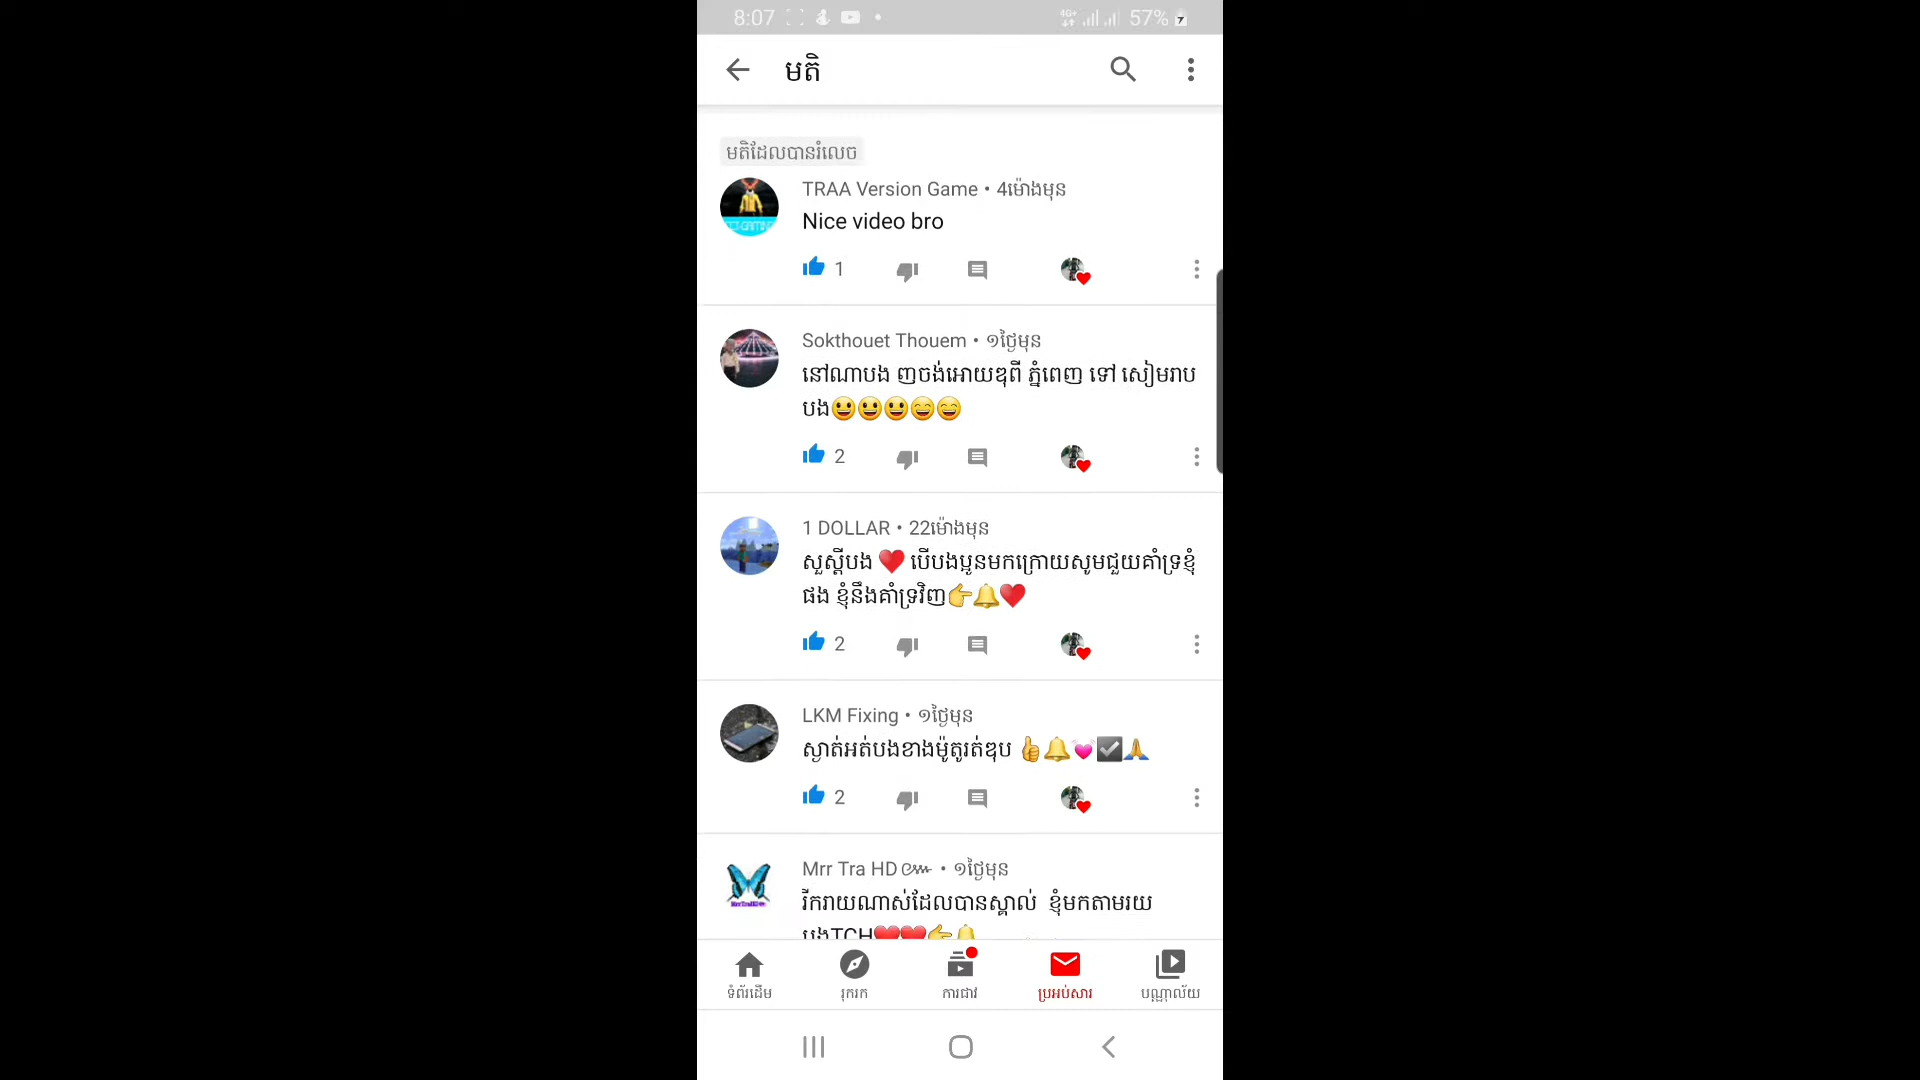 8:07
4G+
57%
មតិ
មតិដែលបានរំលេច
TRAA Version Game • 4ម៉ោងមុន
Nice video bro
1
Sokthouet Thouem • ១ថ្ងៃមុន
នៅណាបង ញចង់អោយឌុពី ភ្នំពេញ ទៅ សៀមរាប
បង😃😃😃😄😄
2
1 DOLLAR • 22ម៉ោងមុន
សួស្តីបង ❤️ បើបងប្អូនមកក្រោយសូមជួយគាំទ្រខ្ញុំ
ផង ខ្ញុំនឹងគាំទ្រវិញ👉🔔❤️
2
LKM Fixing • ១ថ្ងៃមុន
ស្ងាត់អត់បងខាងម៉ូតូរត់ឌុប 👍🔔💓☑️🙏
2
Mrr Tra HD • ១ថ្ងៃមុន
រីករាយណាស់ដែលបានស្គាល់ ខ្ញុំមកតាមរយ
បងTCH❤️❤️👉🔔
ទំព័រដើម
រុករក
ការជាវ
ប្រអប់សារ
បណ្ណាល័យ